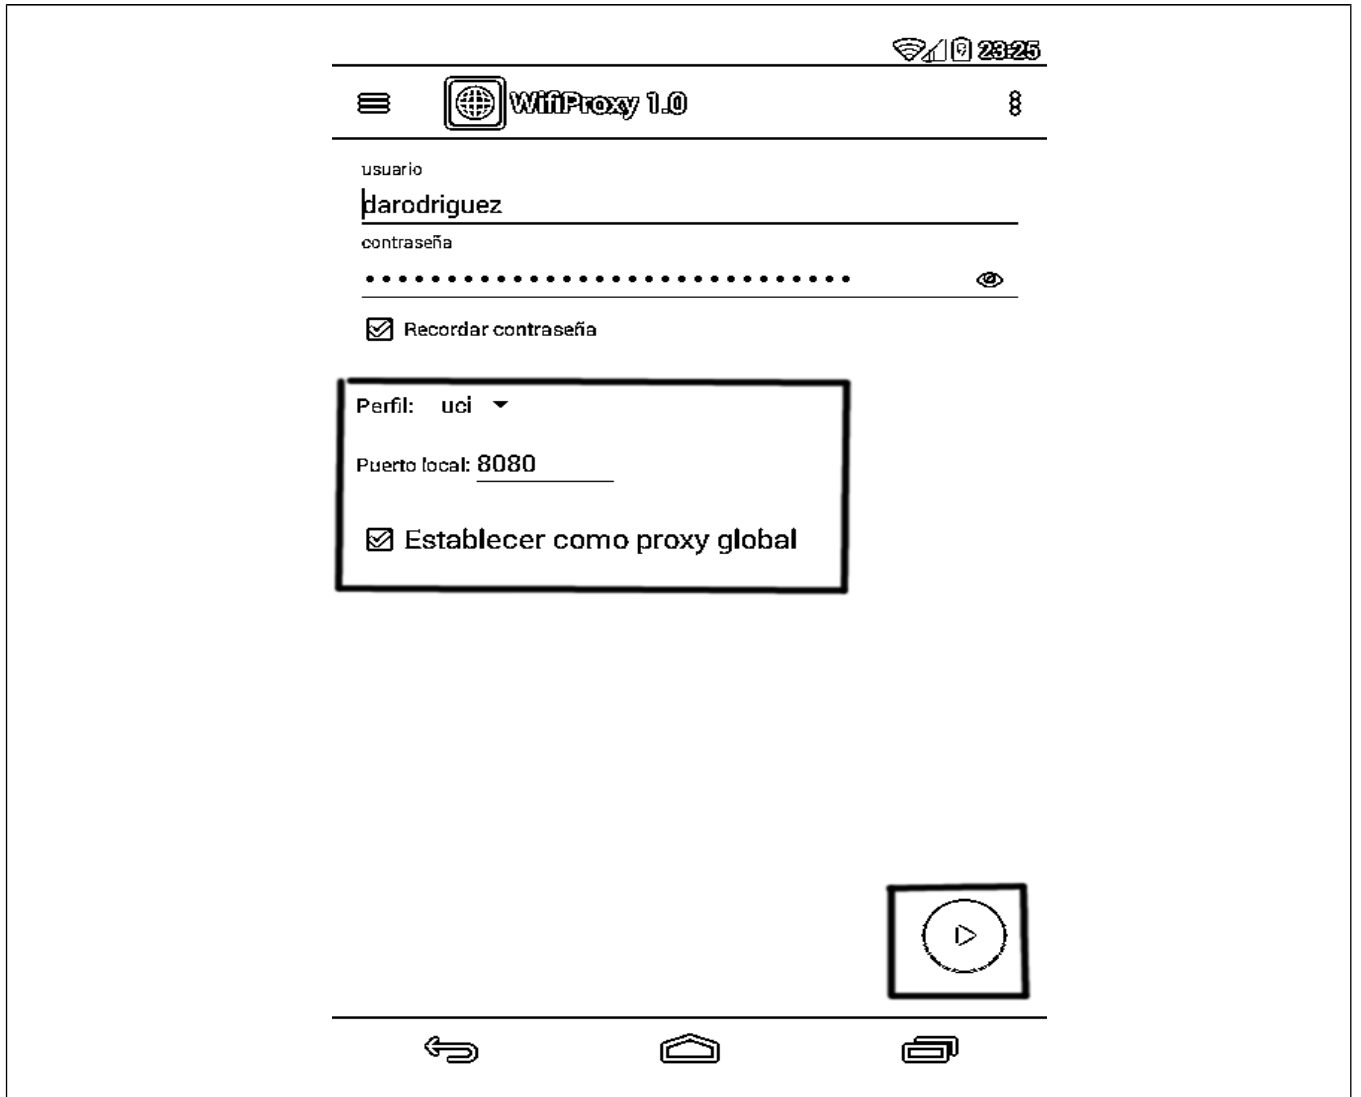 23:25
WifiProxy 1.0
usuario
darodriguez
contraseña
••••••••••••••••••••••••••••••
Recordar contraseña
Perfil: uci
Puerto local: 8080
Establecer como proxy global